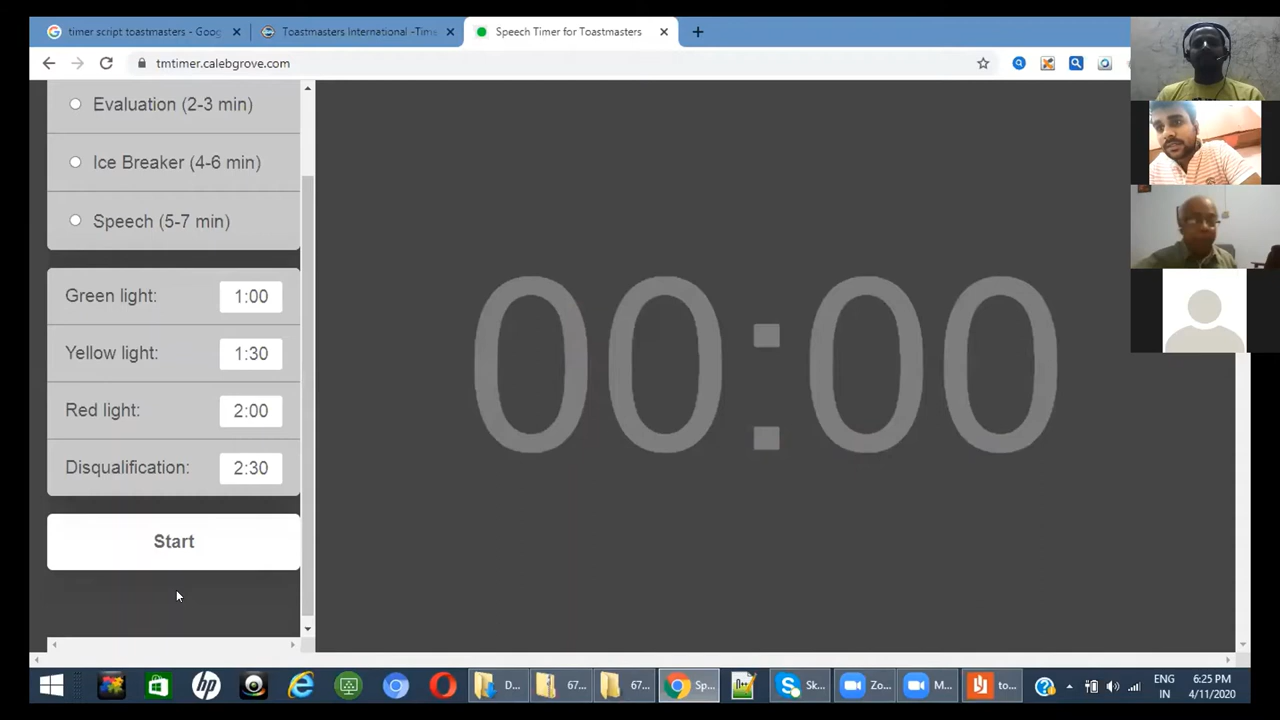 timer script toastmasters - Goog
Toastmasters International -Time
Speech Timer for Toastmasters
tmtimer.calebgrove.com
Evaluation (2-3 min)
Ice Breaker (4-6 min)
Speech (5-7 min)
Green light: 1:00
Yellow light: 1:30
Red light: 2:00
Disqualification: 2:30
Start
00:00
D...
67...
67...
Sp...
Sk...
Zo...
M...
to...
ENG
IN
6:25 PM
4/11/2020